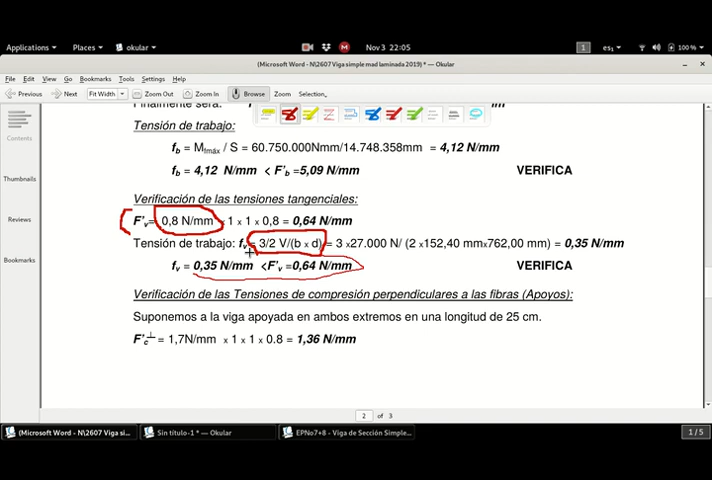 Applications ▾ Places ▾ okular ▾ Nov 3 22:05 1 es₁ ▾ 100 % ▾
(Microsoft Word - N\2607 Viga simple mad laminada 2019) * — Okular
File Edit View Go Bookmarks Tools Settings Help
Previous Next Fit Width Zoom Out Zoom In Browse Zoom Selection
Contents
Thumbnails
Reviews
Bookmarks
Finalmente será:
Tensión de trabajo:
fb = Mfmáx / S = 60.750.000Nmm/14.748.358mm = 4,12 N/mm
fb = 4,12 N/mm < F'b =5,09 N/mm VERIFICA
Verificación de las tensiones tangenciales:
F'v= 0,8 N/mm x 1 x 1 x 0,8 = 0,64 N/mm
Tensión de trabajo: fv= 3/2 V/(b x d) = 3 x27.000 N/ (2 x152,40 mmx762,00 mm) = 0,35 N/mm
fv = 0,35 N/mm <F'v =0,64 N/mm VERIFICA
Verificación de las Tensiones de compresión perpendiculares a las fibras (Apoyos):
Suponemos a la viga apoyada en ambos extremos en una longitud de 25 cm.
F'c⊥= 1,7N/mm x 1 x 1 x 0.8 = 1,36 N/mm
2 of 3
(Microsoft Word - N\2607 Viga si... Sin título-1 * — Okular EPNo7+8 - Viga de Sección Simple... 1 / 5